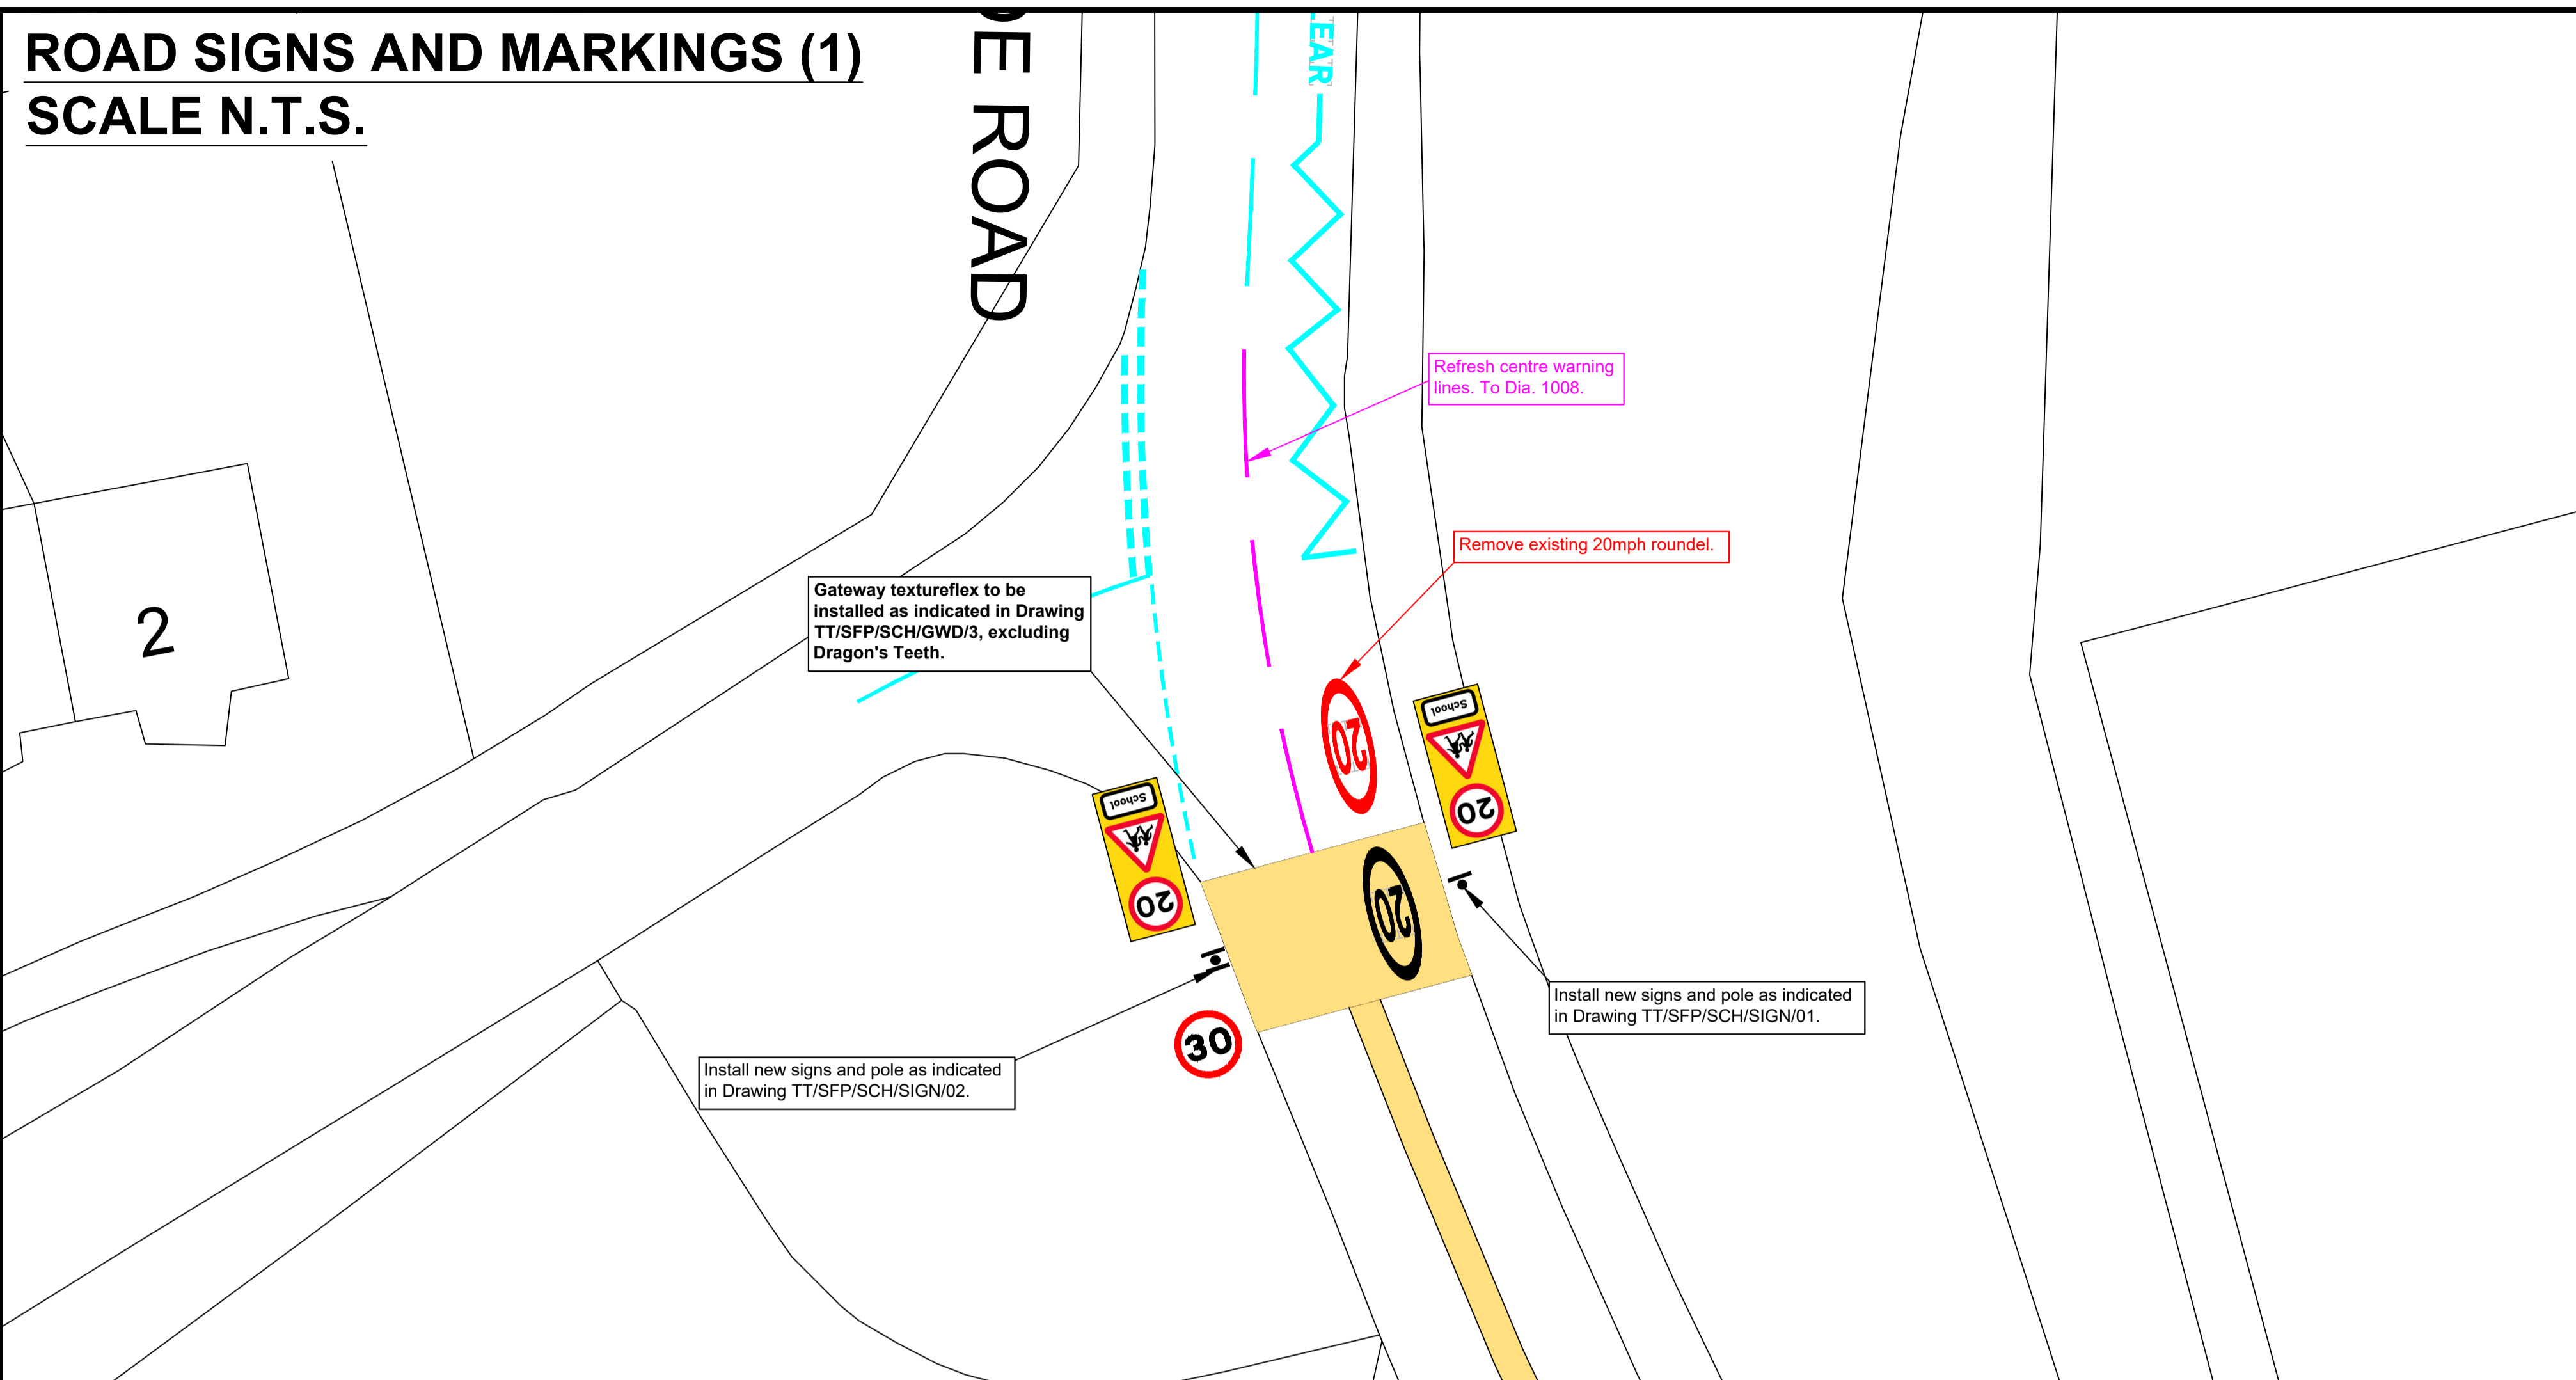 ROAD SIGNS AND MARKINGS (1)
SCALE N.T.S.
DE ROAD
LEAR
Refresh centre warning
lines. To Dia. 1008.
Remove existing 20mph roundel.
Gateway textureflex to be
installed as indicated in Drawing
TT/SFP/SCH/GWD/3, excluding
Dragon's Teeth.
2
20
School
20
School
20
20
30
Install new signs and pole as indicated
in Drawing TT/SFP/SCH/SIGN/01.
Install new signs and pole as indicated
in Drawing TT/SFP/SCH/SIGN/02.